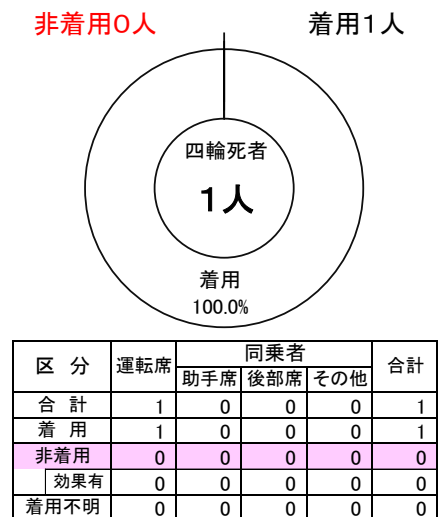 非着用0人 着用1人
四輪死者
1人
着用
100.0%
区 分 運転席 同乗者 合計
助手席 後部席 その他
合 計 1 0 0 0 1
着 用 1 0 0 0 1
非着用 0 0 0 0 0
効果有 0 0 0 0 0
着用不明 0 0 0 0 0